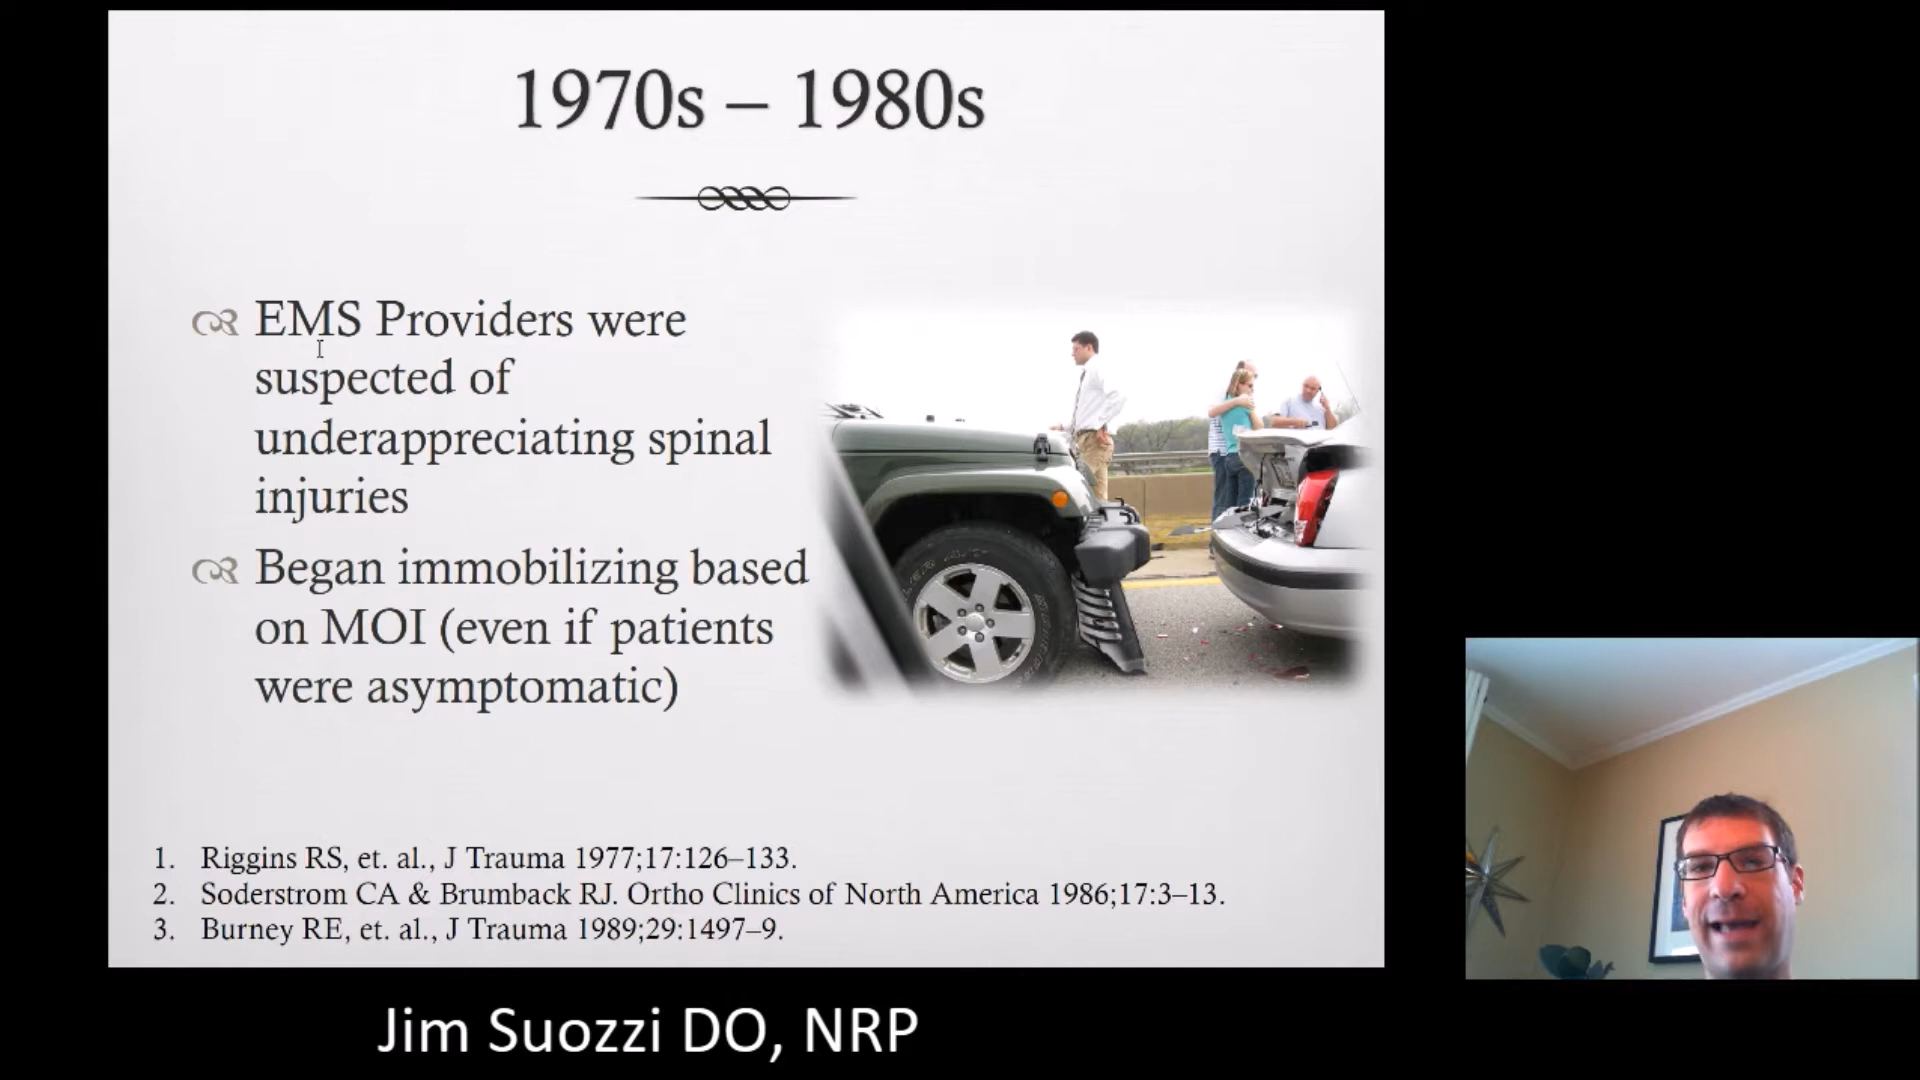 1970s – 1980s
EMS Providers were
suspected of
underappreciating spinal
injuries
Began immobilizing based
on MOI (even if patients
were asymptomatic)
1. Riggins RS, et. al., J Trauma 1977;17:126–133.
2. Soderstrom CA & Brumback RJ. Ortho Clinics of North America 1986;17:3–13.
3. Burney RE, et. al., J Trauma 1989;29:1497–9.
Jim Suozzi DO, NRP